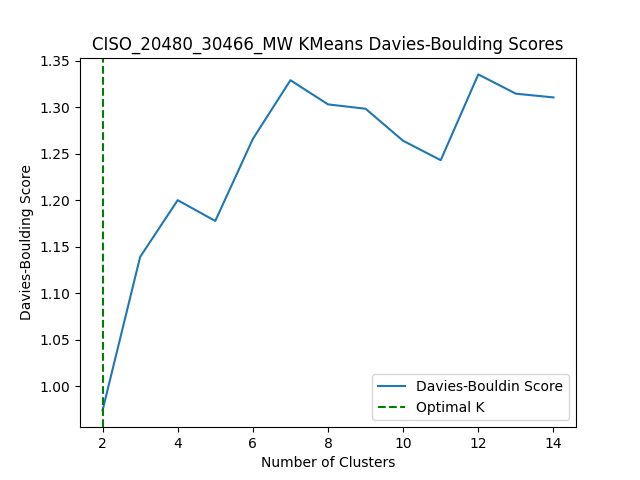 CISO_20480_30466_MW KMeans Davies-Boulding Scores
1.35
1.30
1.25
1.20
1.15
1.10
1.05
1.00
Davies-Boulding Score
Davies-Bouldin Score
Optimal K
2 4 6 8 10 12 14
Number of Clusters